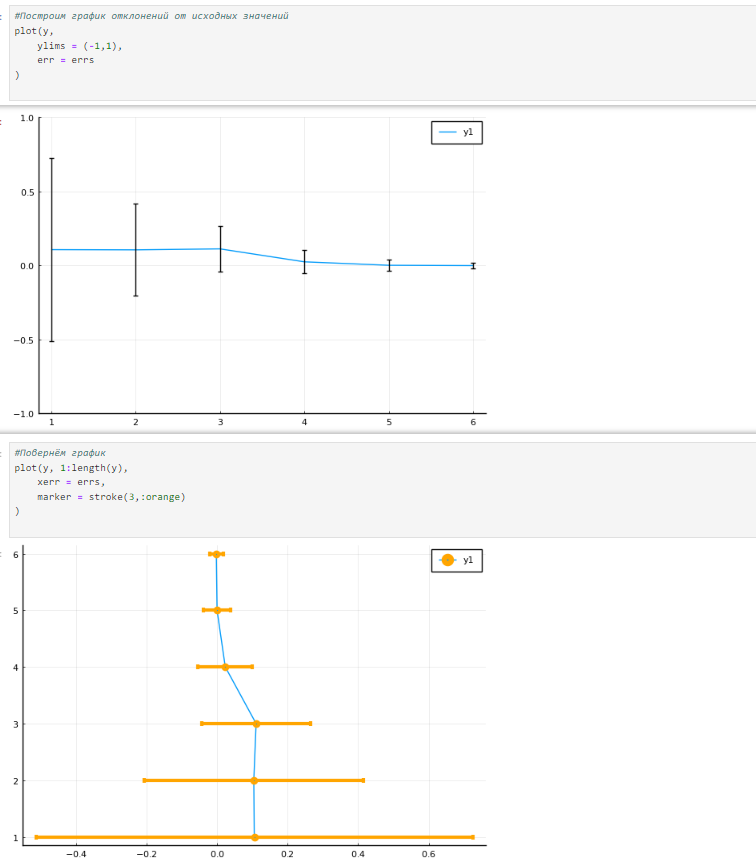 #Построим график отклонений от исходных значений
plot(y,
    ylims = (-1,1),
    err = errs
)
1.0
0.5
0.0
−0.5
−1.0
1 2 3 4 5 6
y1
#Повернём график
plot(y, 1:length(y),
    xerr = errs,
    marker = stroke(3,:orange)
)
6
5
4
3
2
1
−0.4 −0.2 0.0 0.2 0.4 0.6
y1